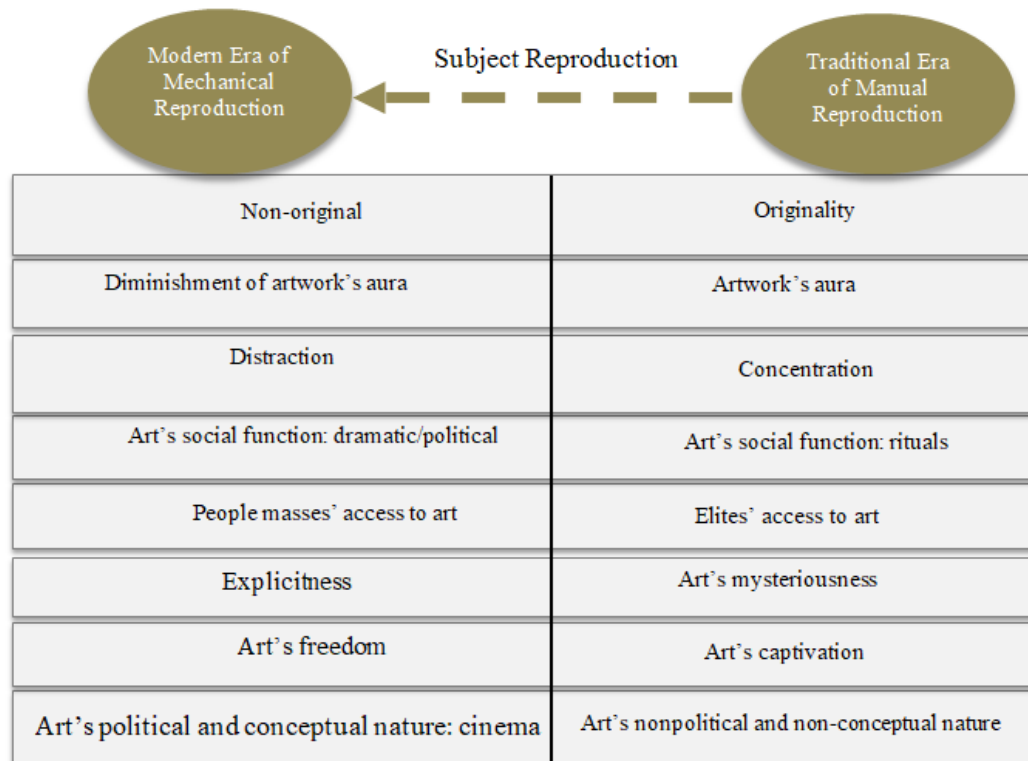 Modern Era of
Mechanical
Reproduction
Subject Reproduction
Traditional Era
of Manual
Reproduction
Non-original
Originality
Diminishment of artwork’s aura
Artwork’s aura
Distraction
Concentration
Art’s social function: dramatic/political
Art’s social function: rituals
People masses’ access to art
Elites’ access to art
Explicitness
Art’s mysteriousness
Art’s freedom
Art’s captivation
Art’s political and conceptual nature: cinema
Art’s nonpolitical and non-conceptual nature